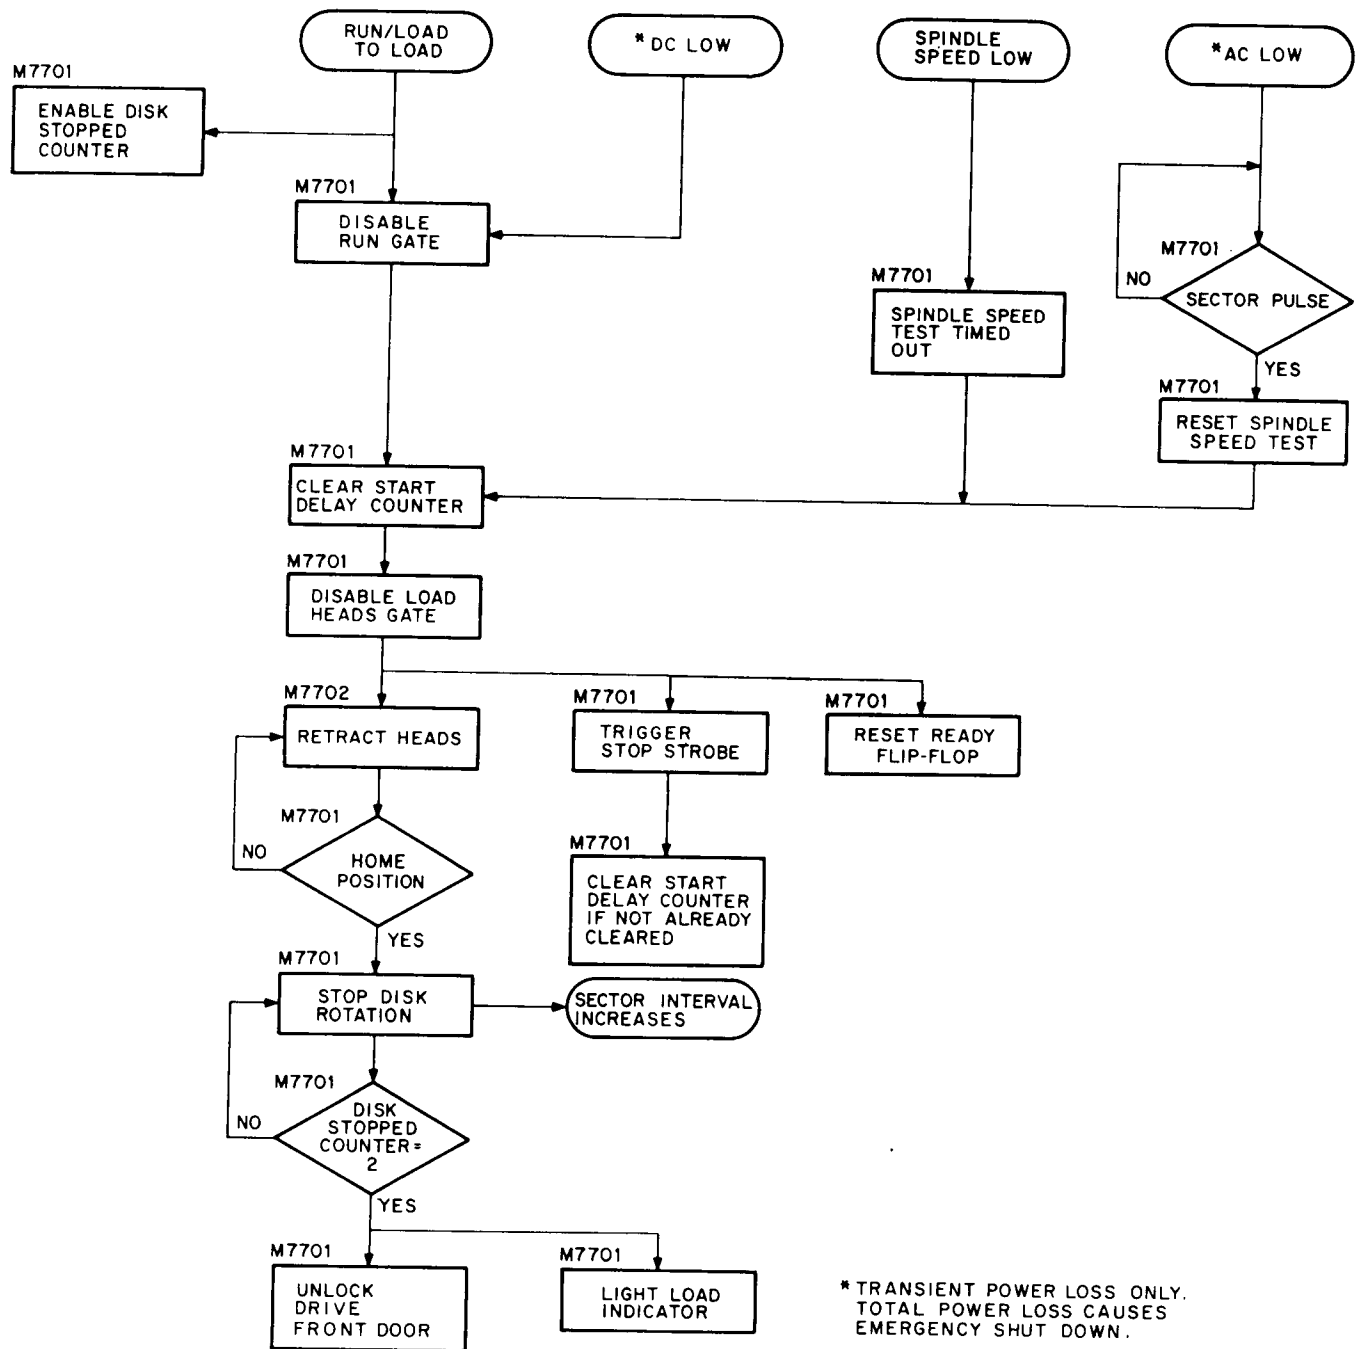 RUN/LOAD
TO LOAD
*DC LOW
SPINDLE
SPEED LOW
*AC LOW
M7701
ENABLE DISK
STOPPED
COUNTER
M7701
DISABLE
RUN GATE
M7701
SPINDLE SPEED
TEST TIMED
OUT
M7701
SECTOR PULSE
NO
YES
M7701
RESET SPINDLE
SPEED TEST
M7701
CLEAR START
DELAY COUNTER
M7701
DISABLE LOAD
HEADS GATE
M7702
RETRACT HEADS
M7701
TRIGGER
STOP STROBE
M7701
RESET READY
FLIP-FLOP
M7701
HOME
POSITION
NO
YES
M7701
CLEAR START
DELAY COUNTER
IF NOT ALREADY
CLEARED
M7701
STOP DISK
ROTATION
SECTOR INTERVAL
INCREASES
M7701
DISK
STOPPED
COUNTER=
2
NO
YES
M7701
UNLOCK
DRIVE
FRONT DOOR
M7701
LIGHT LOAD
INDICATOR
*TRANSIENT POWER LOSS ONLY.
TOTAL POWER LOSS CAUSES
EMERGENCY SHUT DOWN.